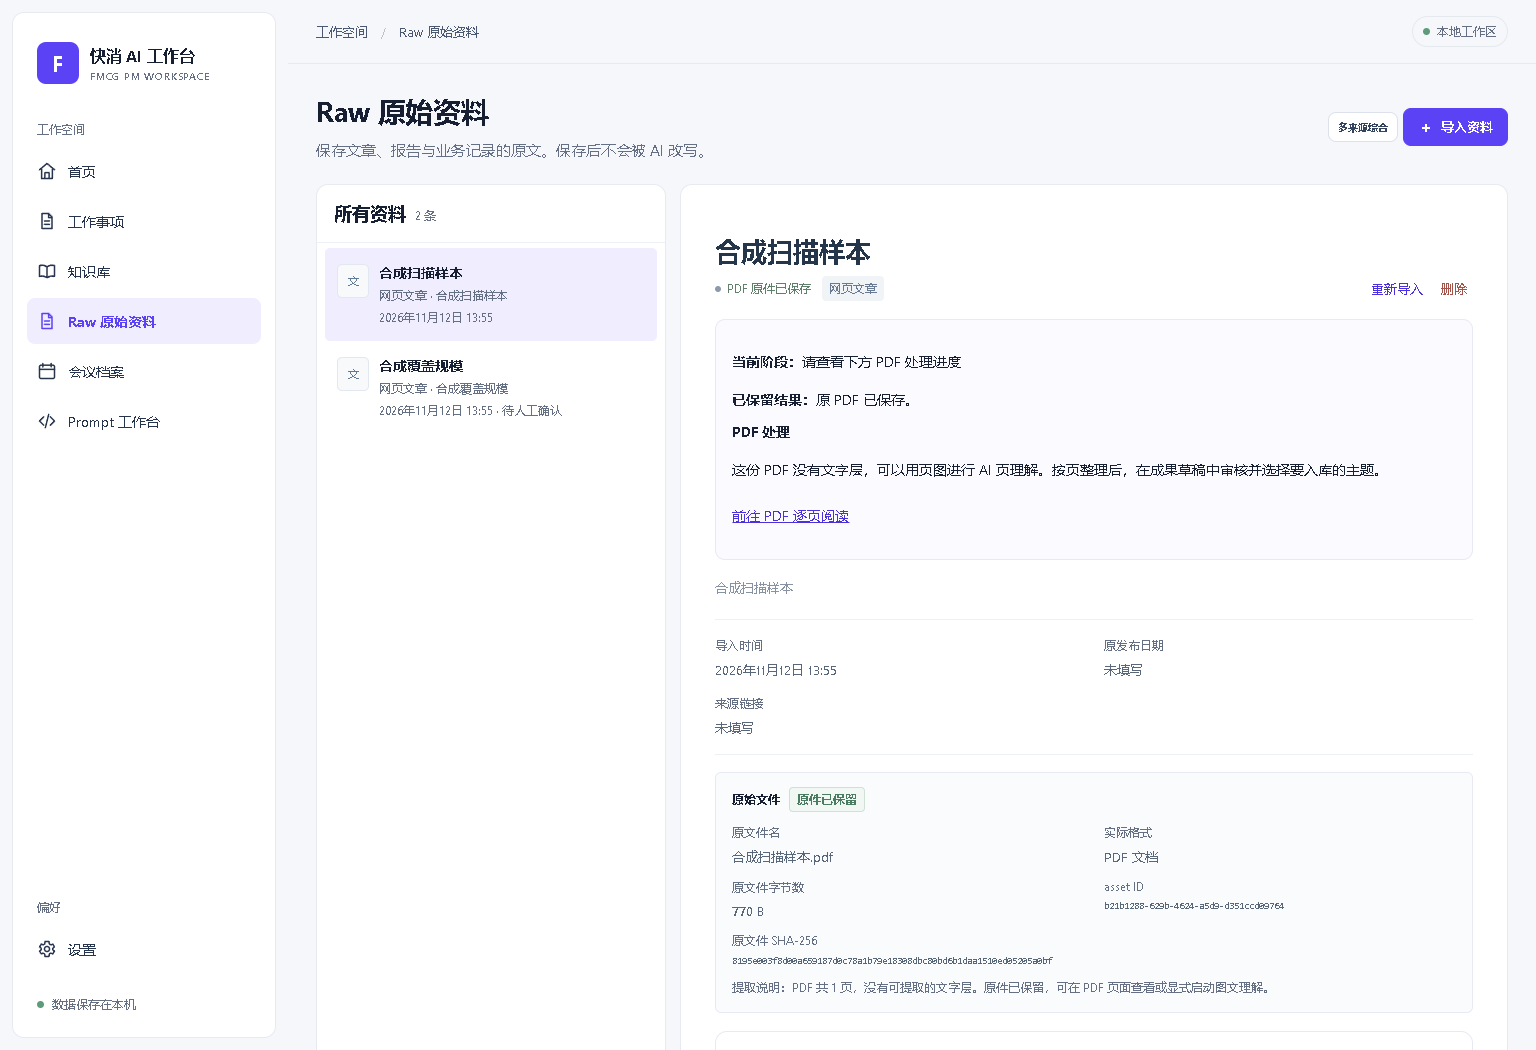 F
快消 AI 工作台
FMCG PM WORKSPACE
工作空间
首页
工作事项
知识库
Raw 原始资料
会议档案
Prompt 工作台
偏好
设置
数据保存在本机
工作空间 / Raw 原始资料
本地工作区
Raw 原始资料
保存文章、报告与业务记录的原文。保存后不会被 AI 改写。
多来源综合
+ 导入资料
所有资料 2 条
文
合成扫描样本
网页文章 · 合成扫描样本
2026年11月12日 13:55
文
合成覆盖规模
网页文章 · 合成覆盖规模
2026年11月12日 13:55 · 待人工确认
合成扫描样本
PDF 原件已保存 网页文章
重新导入 删除
当前阶段：请查看下方 PDF 处理进度
已保留结果：原 PDF 已保存。
PDF 处理
这份 PDF 没有文字层，可以用页图进行 AI 页理解。按页整理后，在成果草稿中审核并选择要入库的主题。
前往 PDF 逐页阅读
合成扫描样本
导入时间
2026年11月12日 13:55
原发布日期
未填写
来源链接
未填写
原始文件 原件已保留
原文件名
合成扫描样本.pdf
实际格式
PDF 文档
原文件字节数
770 B
asset ID
b21b1288-629b-4624-a5d9-d351ccd09764
原文件 SHA-256
8195e003f8d00a659187d0c78a1b79e18308dbc80bd6b1daa1510ed05205a0bf
提取说明：PDF 共 1 页，没有可提取的文字层。原件已保留，可在 PDF 页面查看或显式启动图文理解。